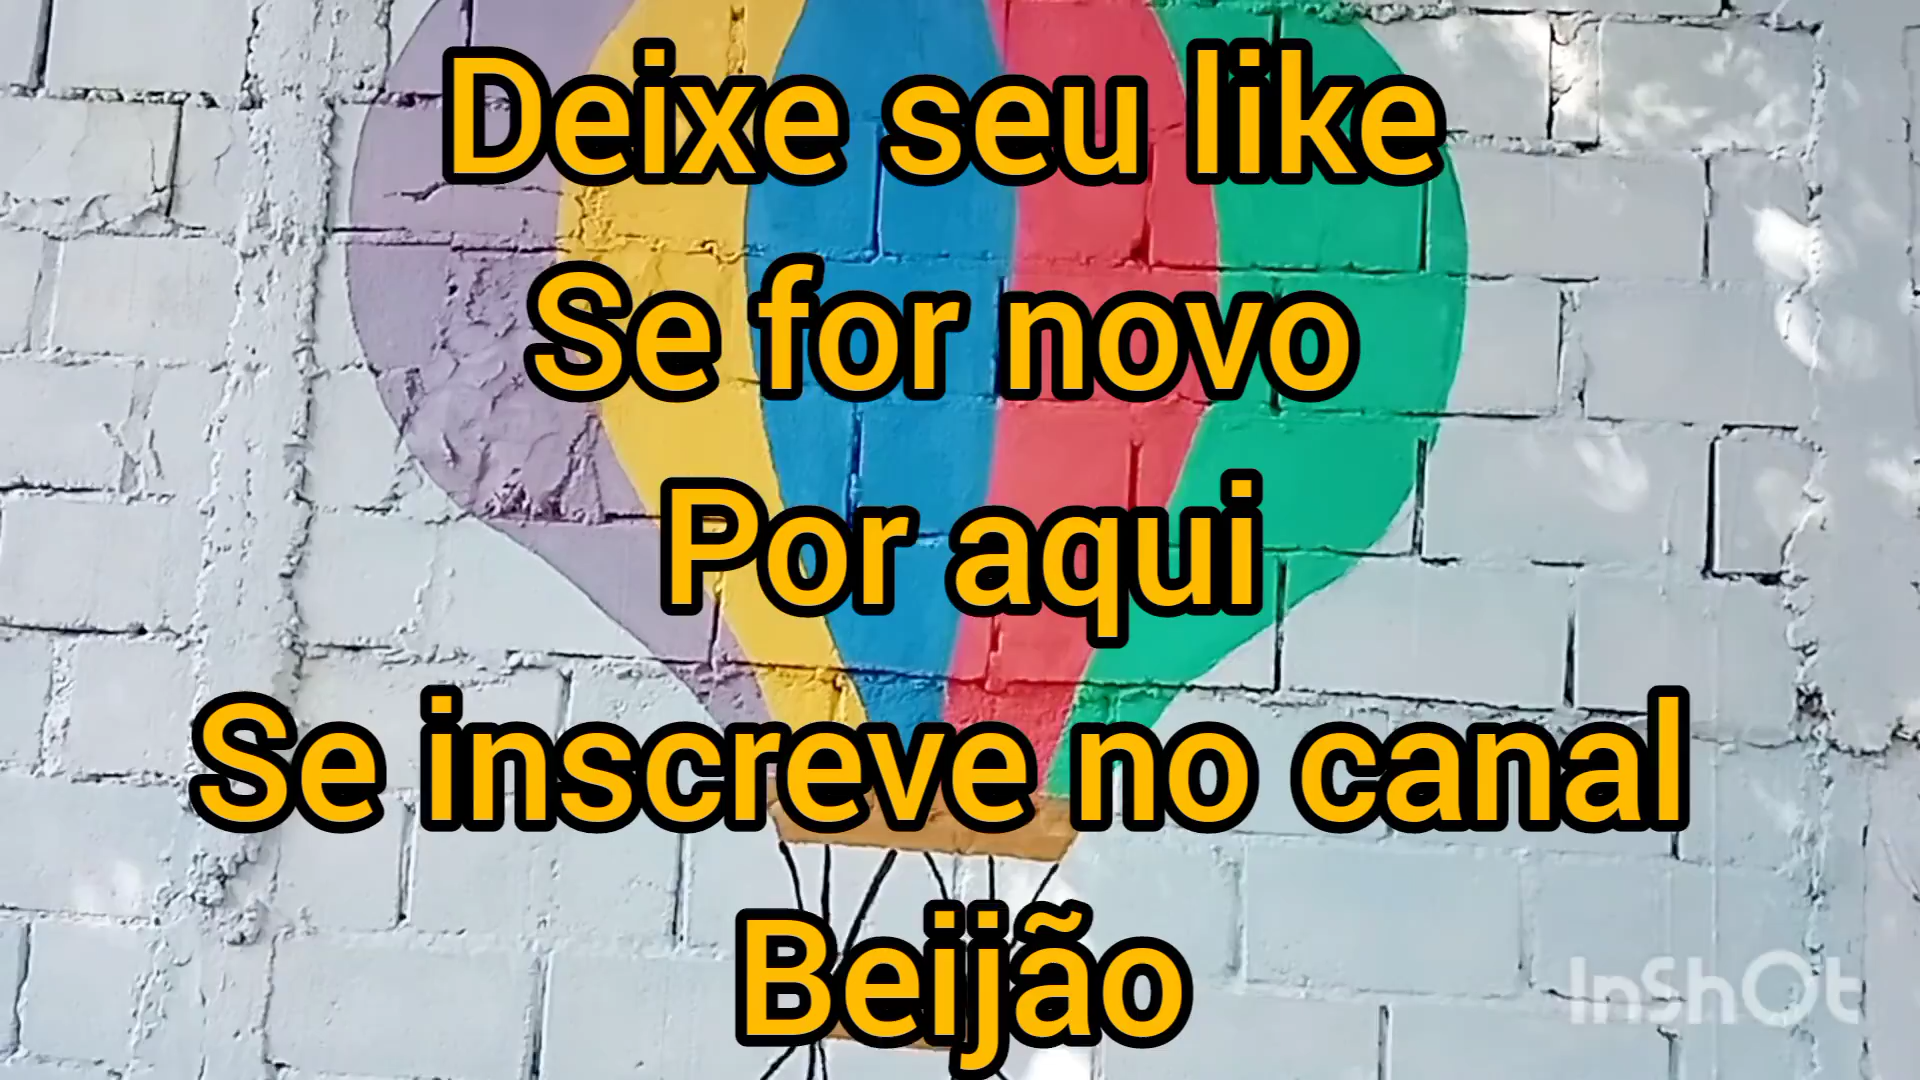 Deixe seu like
Se for novo
Por aqui
Se inscreve no canal
Beijão
InShOt